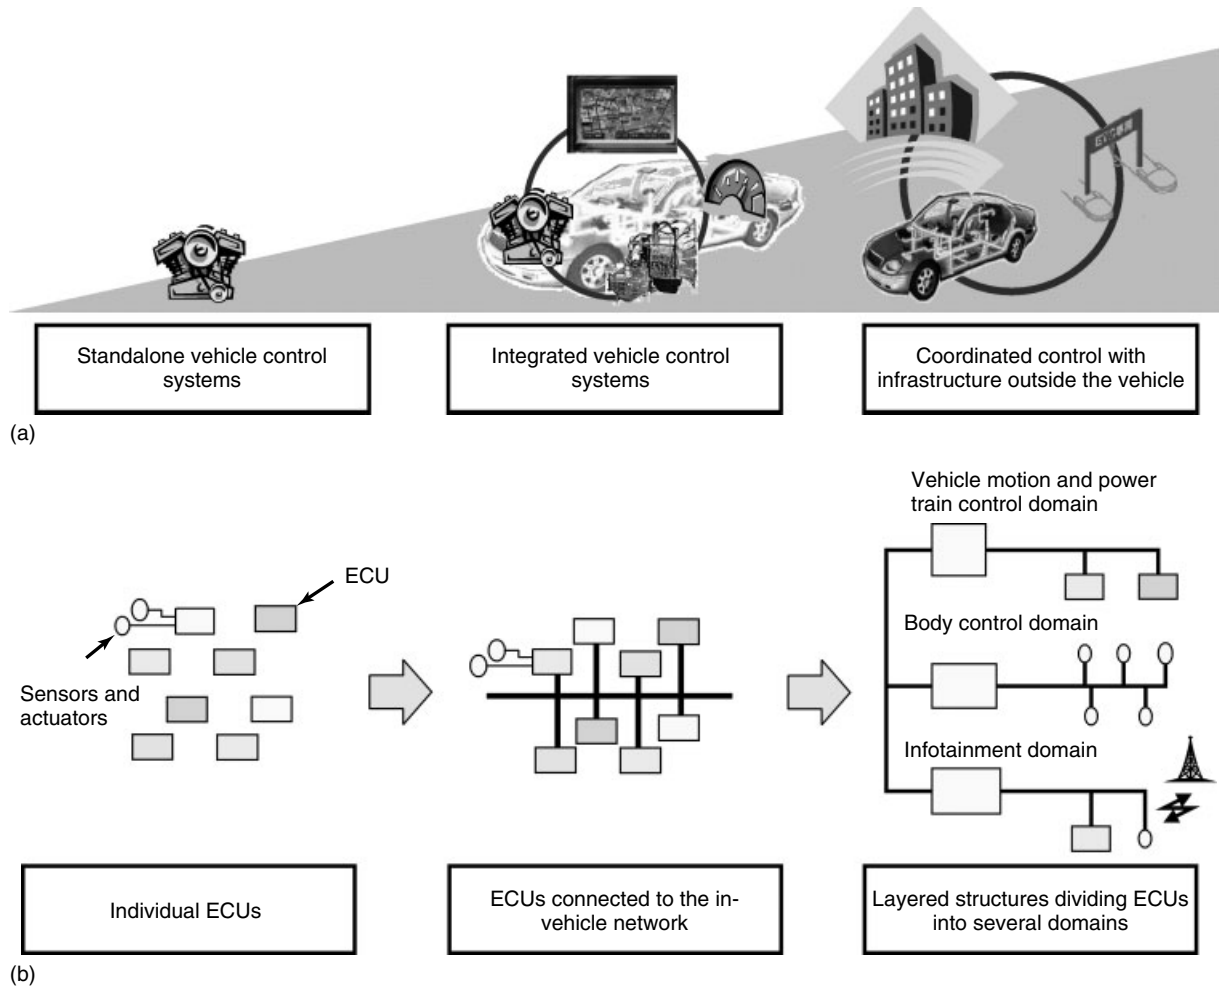 Standalone vehicle control
systems
Integrated vehicle control
systems
Coordinated control with
infrastructure outside the vehicle
(a)
Vehicle motion and power
train control domain
ECU
Body control domain
Sensors and
actuators
Infotainment domain
Individual ECUs
ECUs connected to the in-
vehicle network
Layered structures dividing ECUs
into several domains
(b)